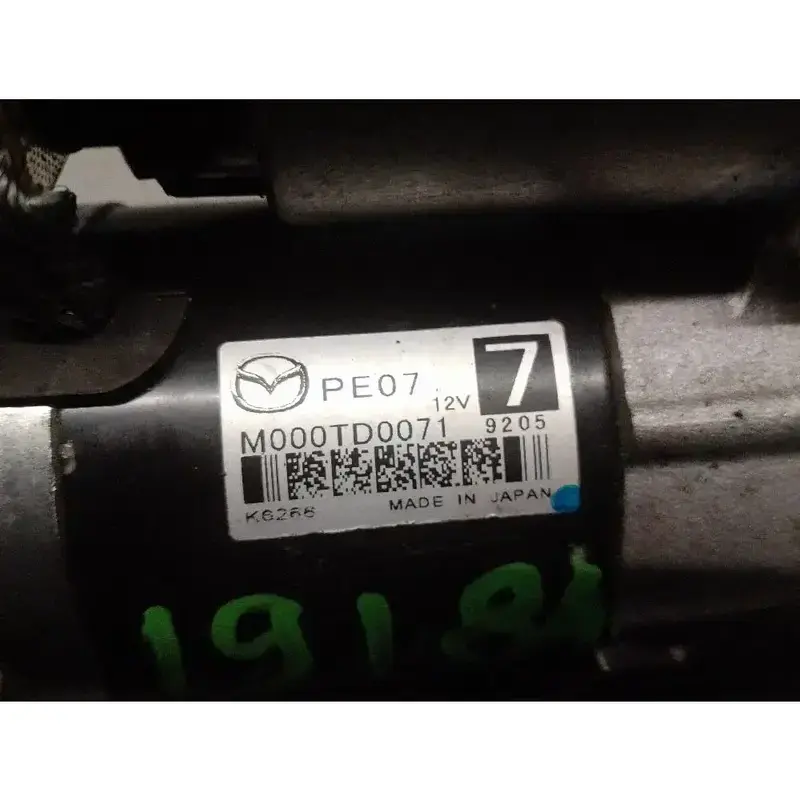 PE07 12V 7
M000TD0071 9205
K6266 MADE IN JAPAN